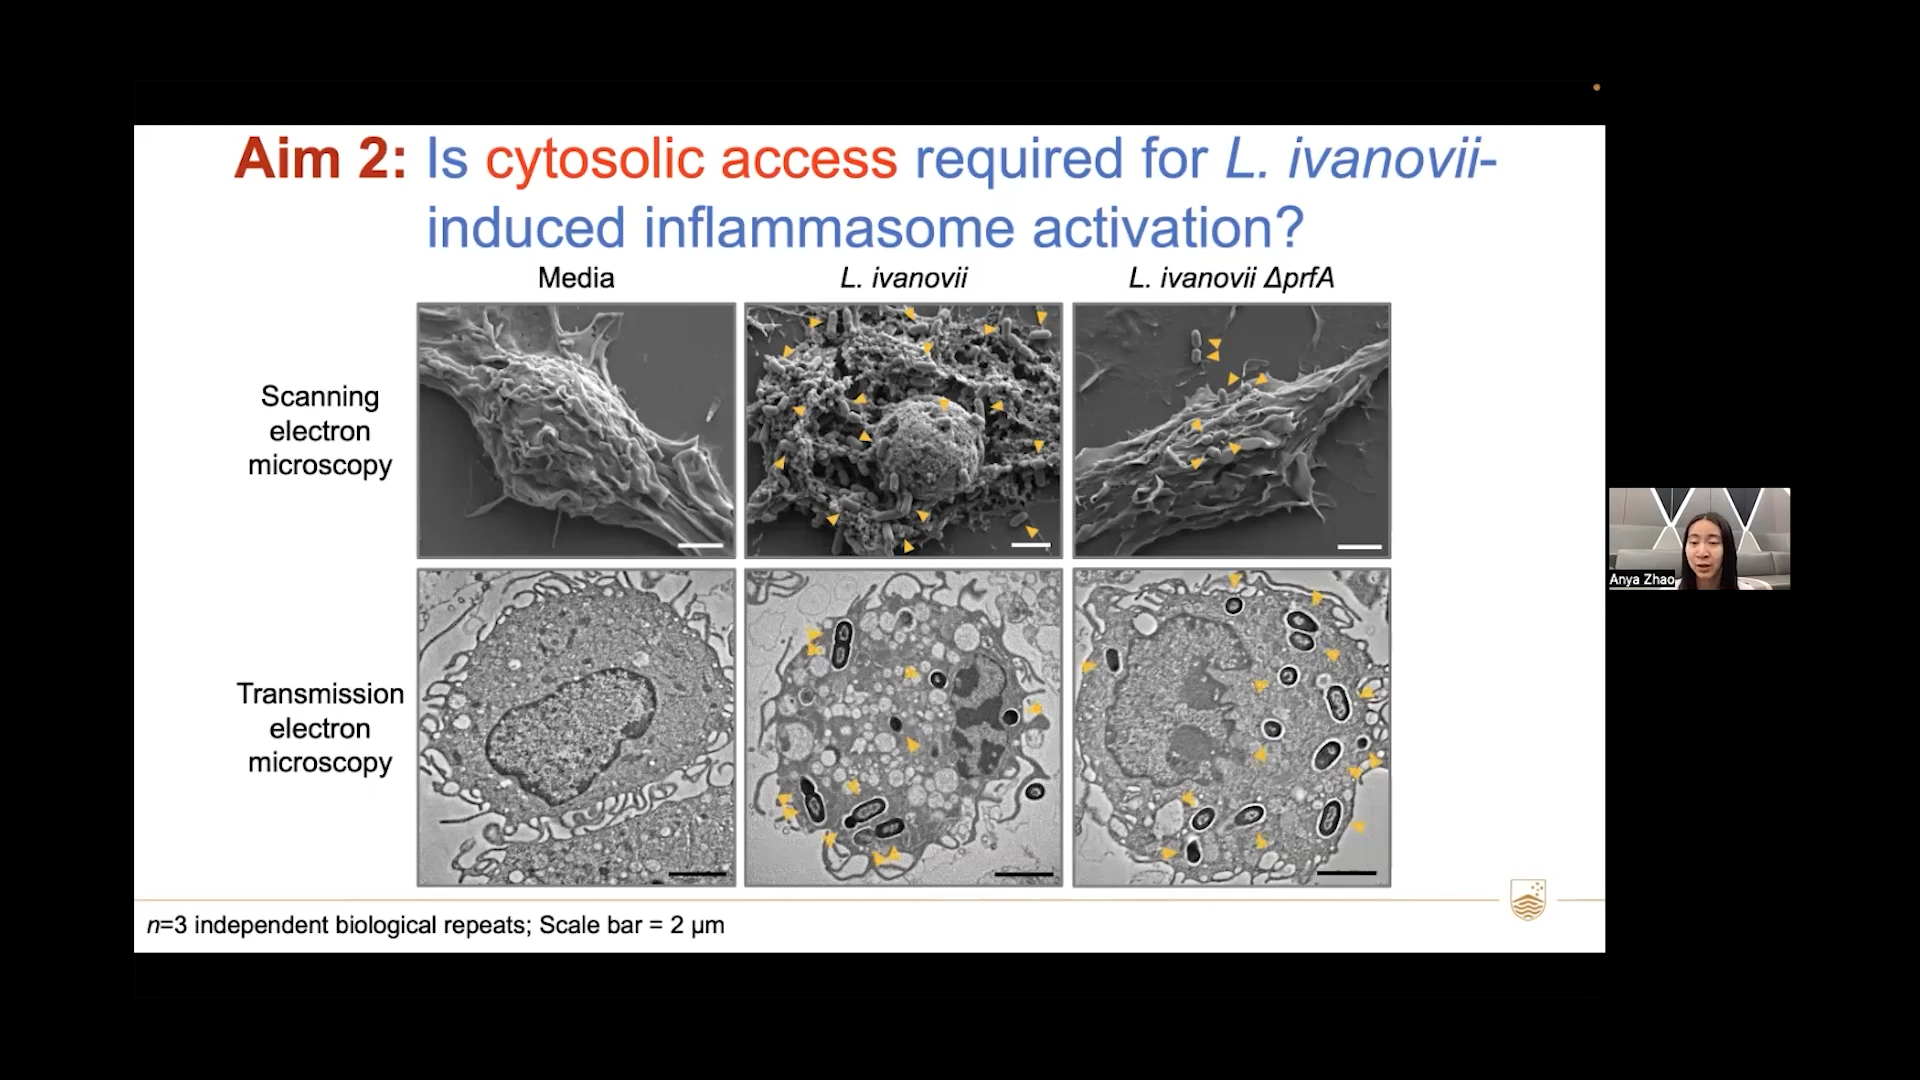 Aim 2: Is cytosolic access required for L. ivanovii-
induced inflammasome activation?
Media
L. ivanovii
L. ivanovii ΔprfA
Scanning
electron
microscopy
Transmission
electron
microscopy
n=3 independent biological repeats; Scale bar = 2 µm
Anya Zhao